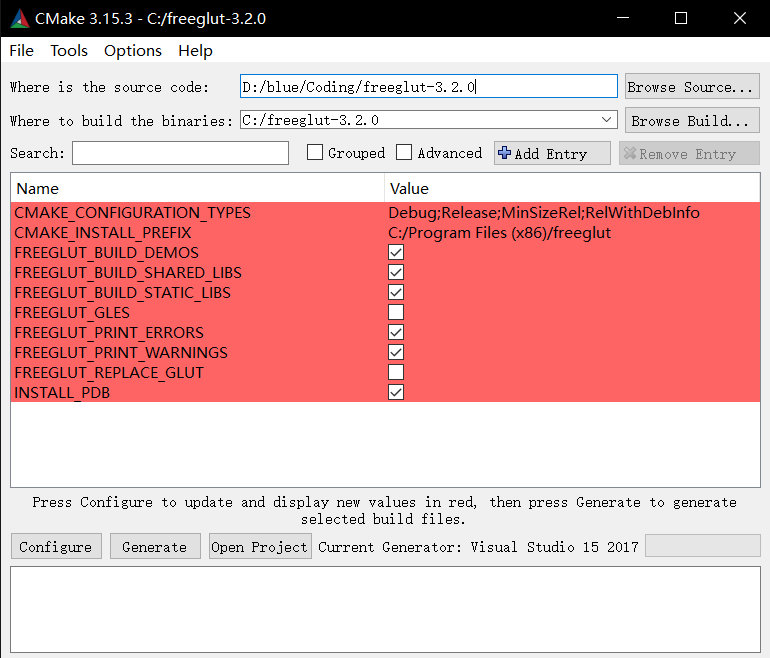 CMake 3.15.3 - C:/freeglut-3.2.0
File Tools Options Help
Where is the source code: D:/blue/Coding/freeglut-3.2.0 Browse Source...
Where to build the binaries: C:/freeglut-3.2.0 Browse Build...
Search: Grouped Advanced Add Entry Remove Entry
Name Value
CMAKE_CONFIGURATION_TYPES Debug;Release;MinSizeRel;RelWithDebInfo
CMAKE_INSTALL_PREFIX C:/Program Files (x86)/freeglut
FREEGLUT_BUILD_DEMOS
FREEGLUT_BUILD_SHARED_LIBS
FREEGLUT_BUILD_STATIC_LIBS
FREEGLUT_GLES
FREEGLUT_PRINT_ERRORS
FREEGLUT_PRINT_WARNINGS
FREEGLUT_REPLACE_GLUT
INSTALL_PDB
Press Configure to update and display new values in red, then press Generate to generate
selected build files.
Configure Generate Open Project Current Generator: Visual Studio 15 2017